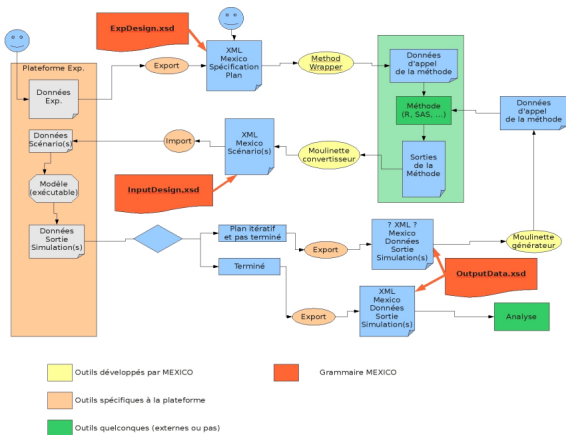 ExpDesign.xsd
Plateforme Exp.
Données
Exp.
Export
XML
Mexico
Spécification
Plan
Method
Wrapper
Données
d'appel
de la méthode
Méthode
(R, SAS, ...)
Données
d'appel
de la méthode
Données
Scénario(s)
Import
XML
Mexico
Scénario(s)
Moulinette
convertisseur
Sorties
de la
Méthode
Modèle
(exécutable)
InputDesign.xsd
Données
Sortie
Simulation(s)
Plan itératif
et pas terminé
Terminé
Export
? XML ?
Mexico
Données
Sortie
Simulation(s)
Moulinette
générateur
OutputData.xsd
Export
XML
Mexico
Données
Sortie
Simulation(s)
Analyse
Outils développés par MEXICO
Grammaire MEXICO
Outils spécifiques à la plateforme
Outils quelconques (externes ou pas)